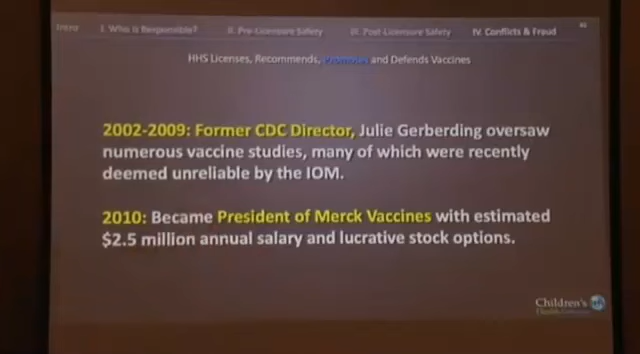 Intro I. Who is Responsible? II. Pre-Licensure Safety III. Post-Licensure Safety IV. Conflicts & Fraud
HHS Licenses, Recommends, Promotes and Defends Vaccines
2002-2009: Former CDC Director, Julie Gerberding oversaw
numerous vaccine studies, many of which were recently
deemed unreliable by the IOM.
2010: Became President of Merck Vaccines with estimated
$2.5 million annual salary and lucrative stock options.
Children's
Health